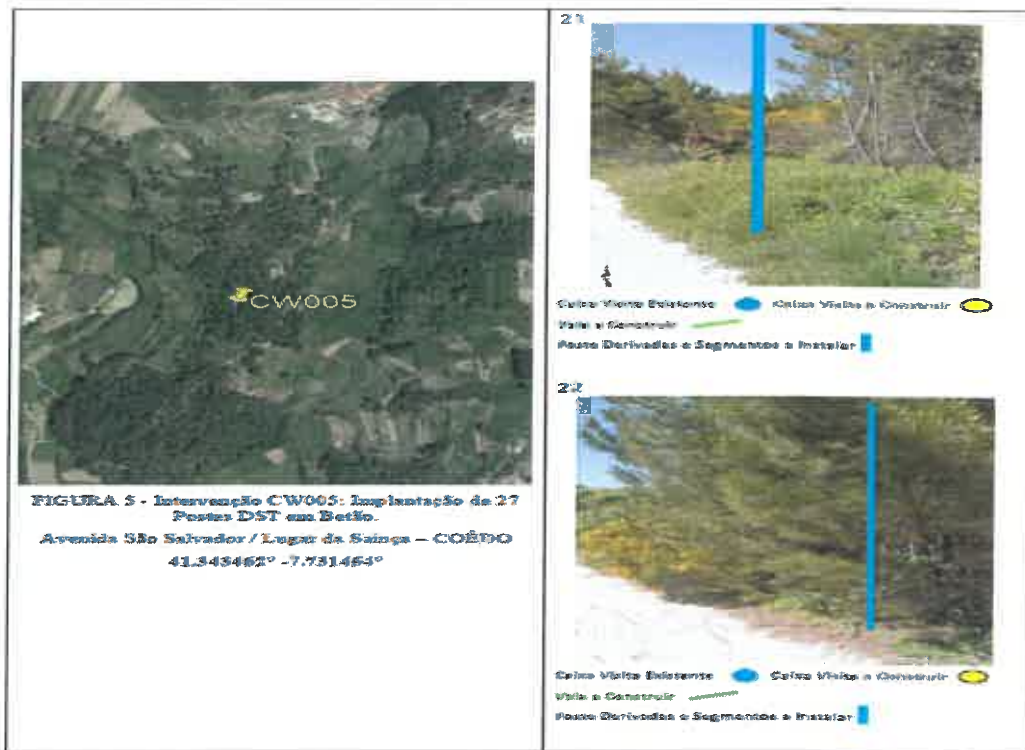 CW005
FIGURA 5 - Intervenção CW005: Implantação de 27
Postes DST em Betão.
Avenida São Salvador / Lugar da Sainça – COÊDO
41.343462° -7.731464°
21
Caixa Visita Existente Caixa Visita a Construir
Vala a Construir
Poste Derivadas e Segmentos a Instalar
22
Caixa Visita Existente Caixa Visita a Construir
Vala a Construir
Poste Derivadas e Segmentos a Instalar